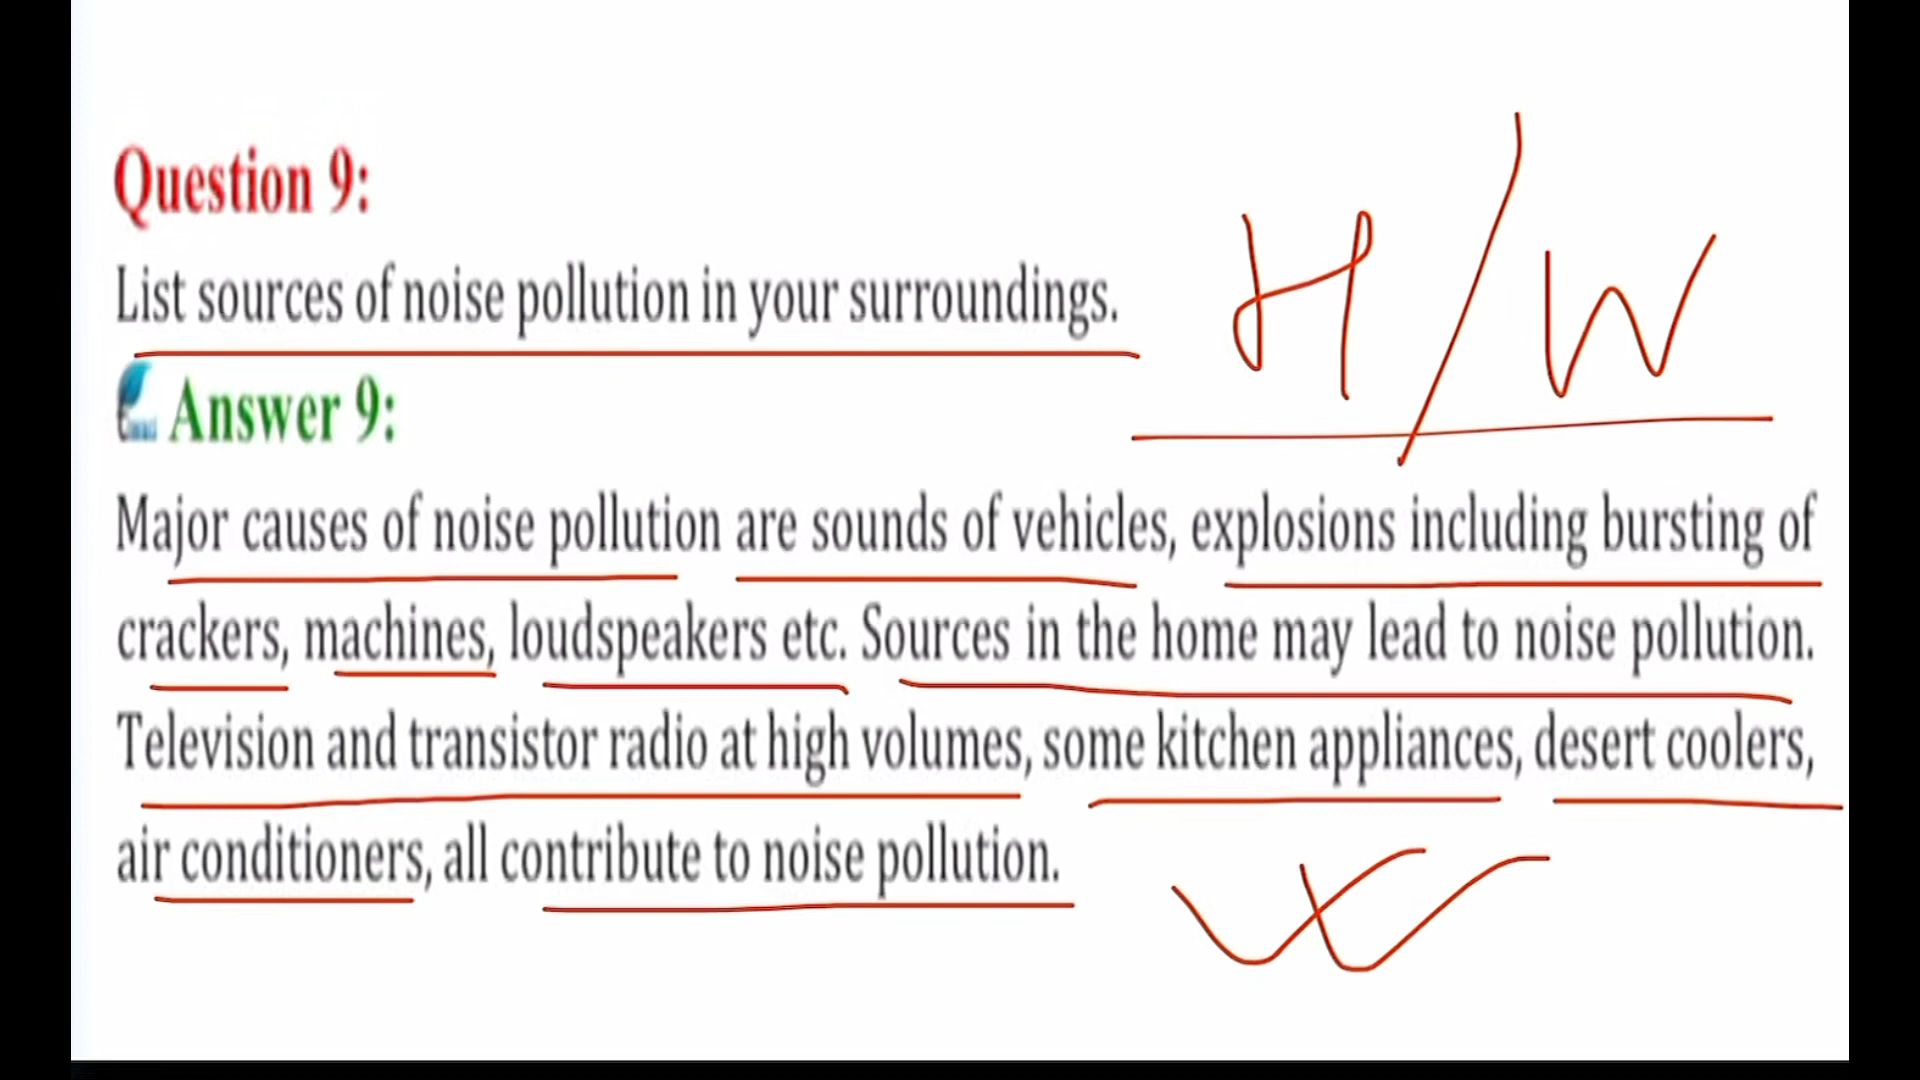 Question 9:
List sources of noise pollution in your surroundings.
H/W
Answer 9:
Major causes of noise pollution are sounds of vehicles, explosions including bursting of
crackers, machines, loudspeakers etc. Sources in the home may lead to noise pollution.
Television and transistor radio at high volumes, some kitchen appliances, desert coolers,
air conditioners, all contribute to noise pollution.